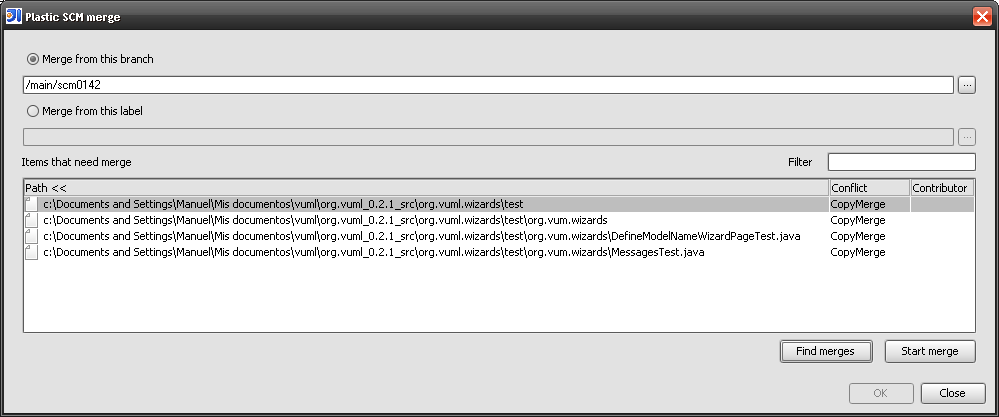 Plastic SCM merge
Merge from this branch
/main/scm0142
...
Merge from this label
...
Items that need merge Filter
Path << Conflict Contributor
c:\Documents and Settings\Manuel\Mis documentos\vuml\org.vuml_0.2.1_src\org.vuml.wizards\test CopyMerge
c:\Documents and Settings\Manuel\Mis documentos\vuml\org.vuml_0.2.1_src\org.vuml.wizards\test\org.vum.wizards CopyMerge
c:\Documents and Settings\Manuel\Mis documentos\vuml\org.vuml_0.2.1_src\org.vuml.wizards\test\org.vum.wizards\DefineModelNameWizardPageTest.java CopyMerge
c:\Documents and Settings\Manuel\Mis documentos\vuml\org.vuml_0.2.1_src\org.vuml.wizards\test\org.vum.wizards\MessagesTest.java CopyMerge
Find merges Start merge
OK Close